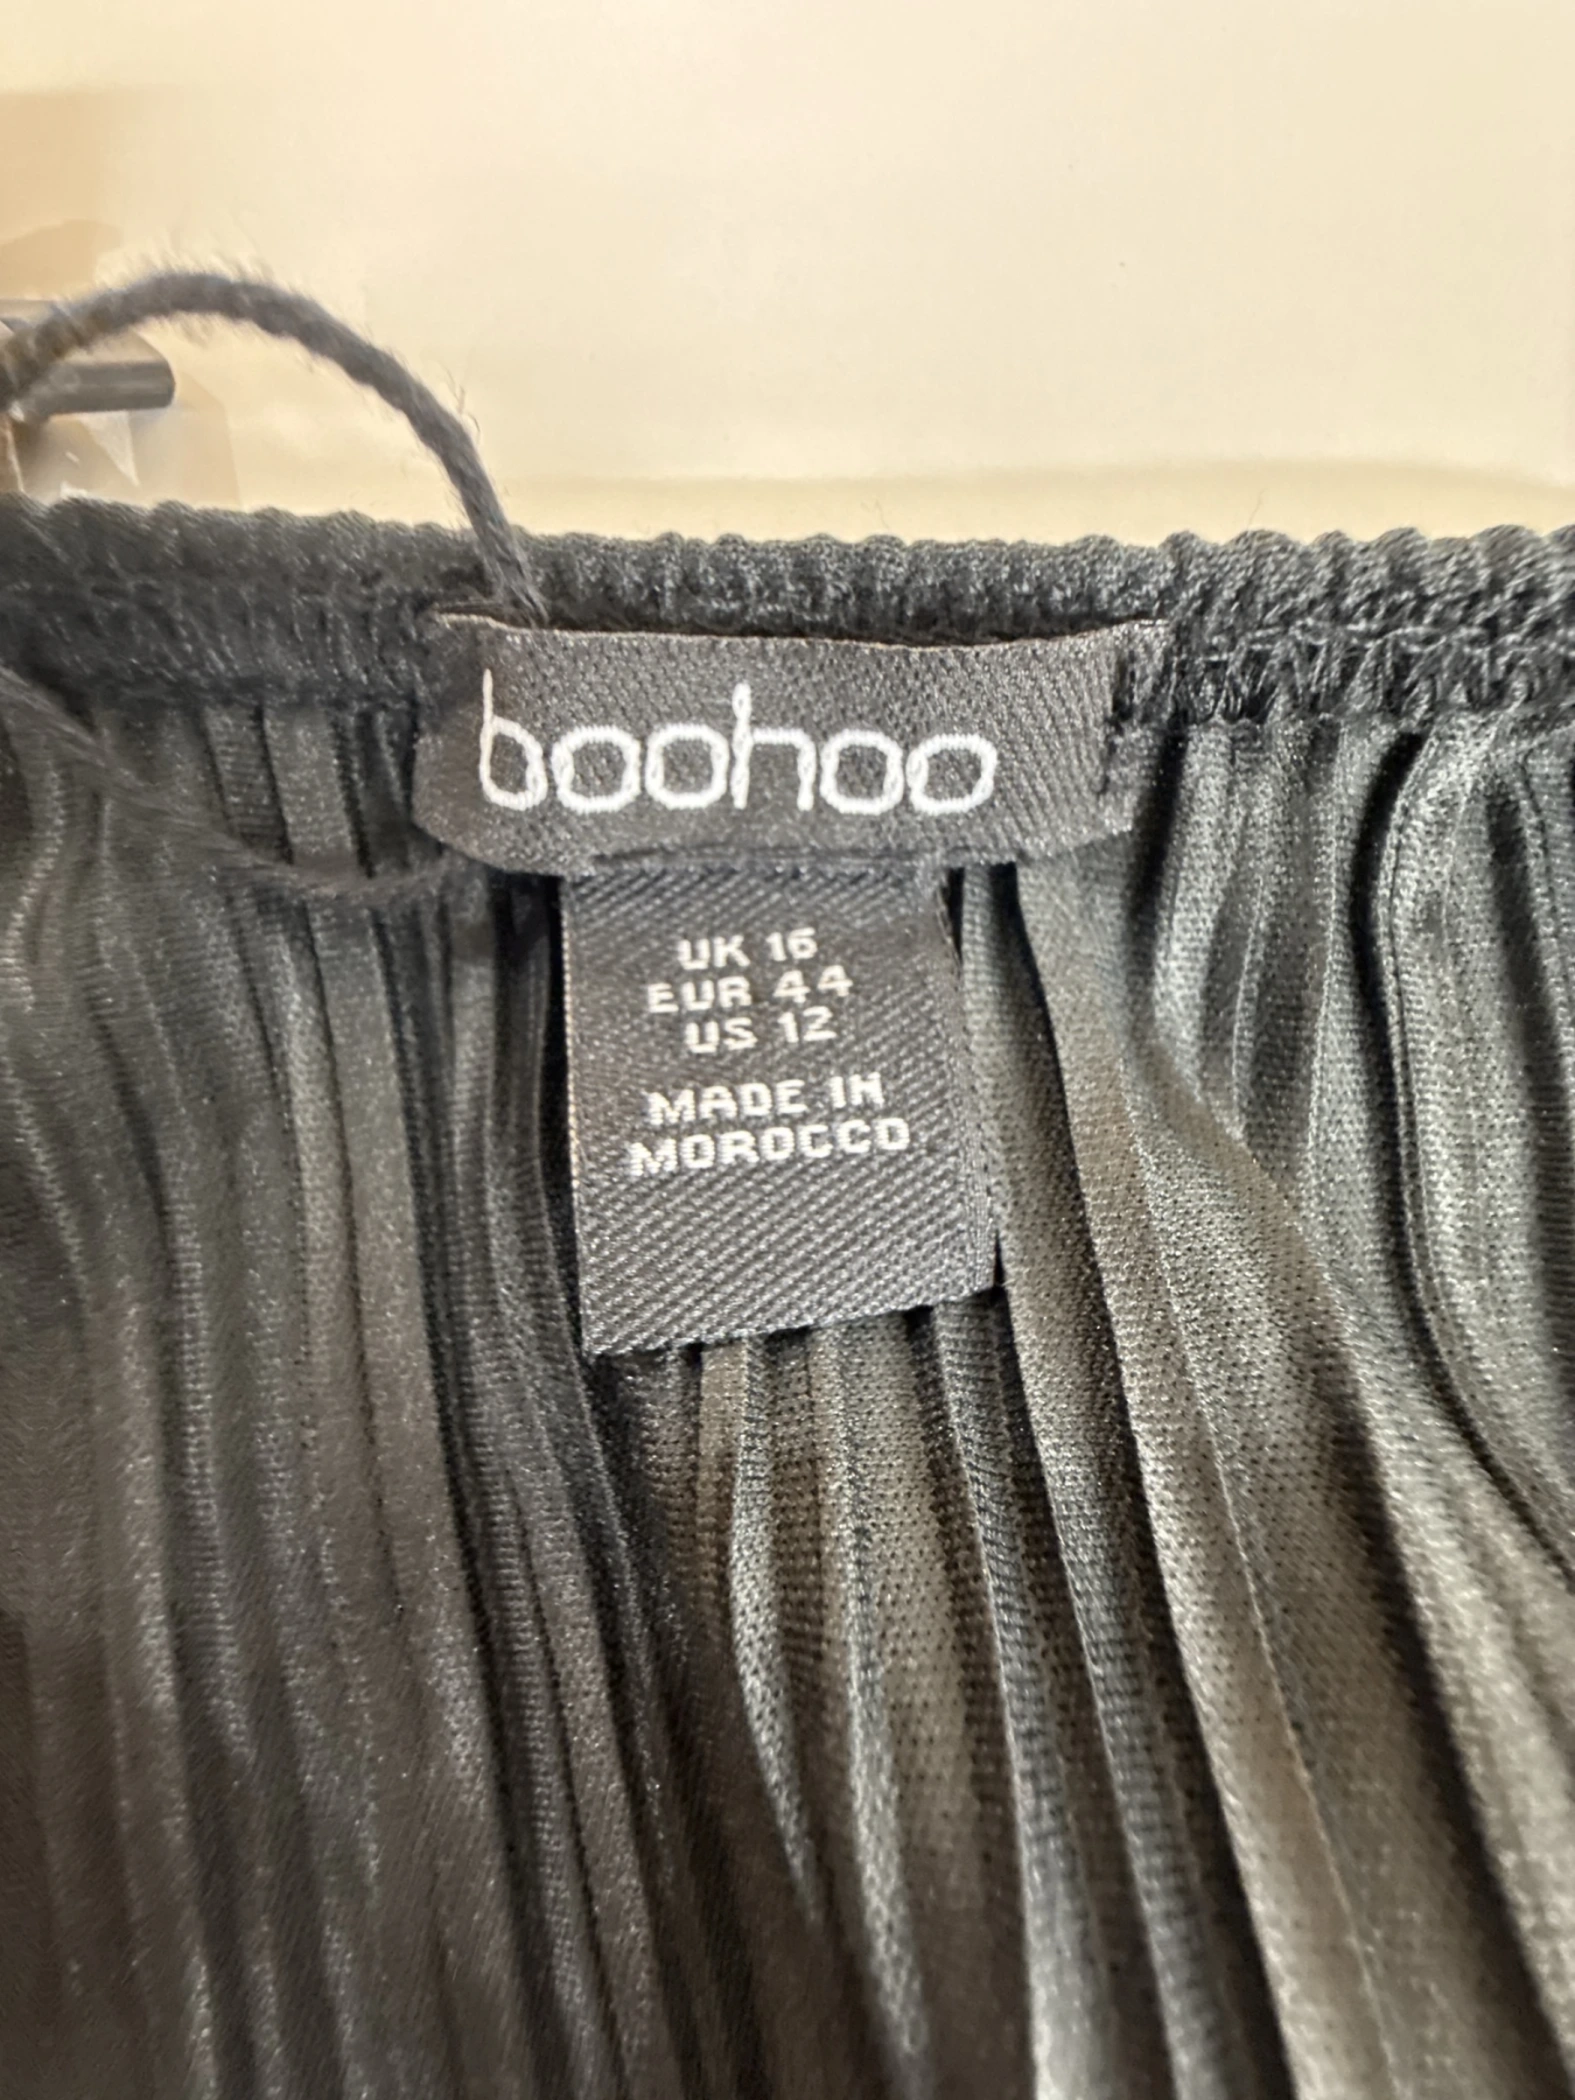 boohoo
UK 16
EUR 44
US 12
MADE IN
MOROCCO